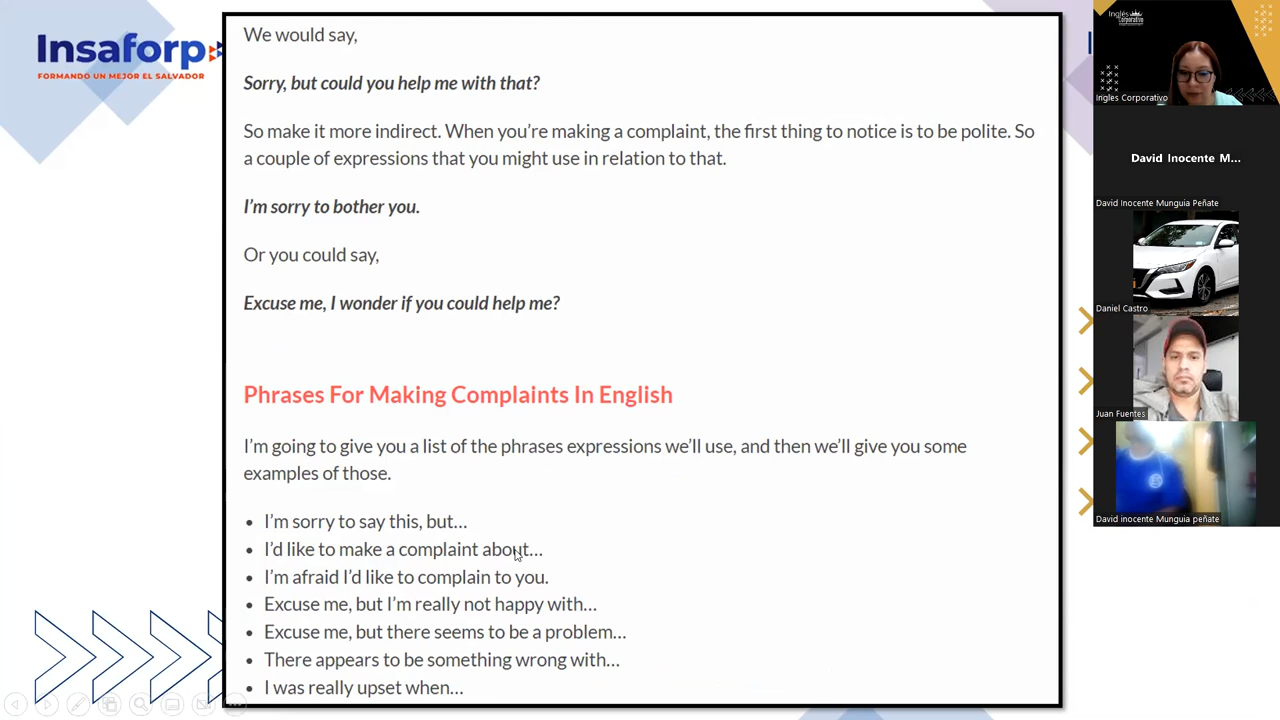 Insaforp
FORMANDO UN MEJOR EL SALVADOR
We would say,
Sorry, but could you help me with that?
So make it more indirect. When you're making a complaint, the first thing to notice is to be polite. So
a couple of expressions that you might use in relation to that.
I'm sorry to bother you.
Or you could say,
Excuse me, I wonder if you could help me?
Phrases For Making Complaints In English
I'm going to give you a list of the phrases expressions we'll use, and then we'll give you some
examples of those.
• I'm sorry to say this, but...
• I'd like to make a complaint about...
• I'm afraid I'd like to complain to you.
• Excuse me, but I'm really not happy with...
• Excuse me, but there seems to be a problem...
• There appears to be something wrong with...
• I was really upset when...
Inglés
Corporativo
Ingles Corporativo
David Inocente M...
David Inocente Munguia Peñate
Daniel Castro
Juan Fuentes
David inocente Munguia peñate